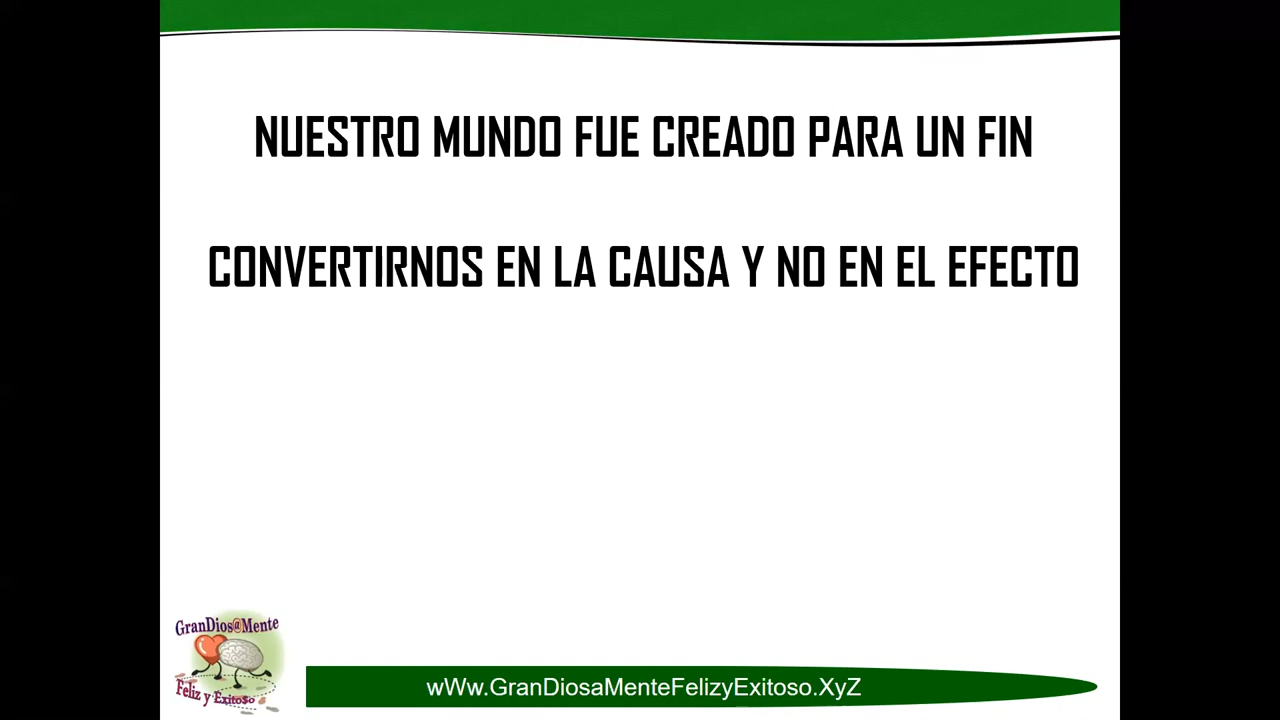 NUESTRO MUNDO FUE CREADO PARA UN FIN
CONVERTIRNOS EN LA CAUSA Y NO EN EL EFECTO
GranDios@Mente
Feliz y Exitoso
wWw.GranDiosaMenteFelizyExitoso.XyZ